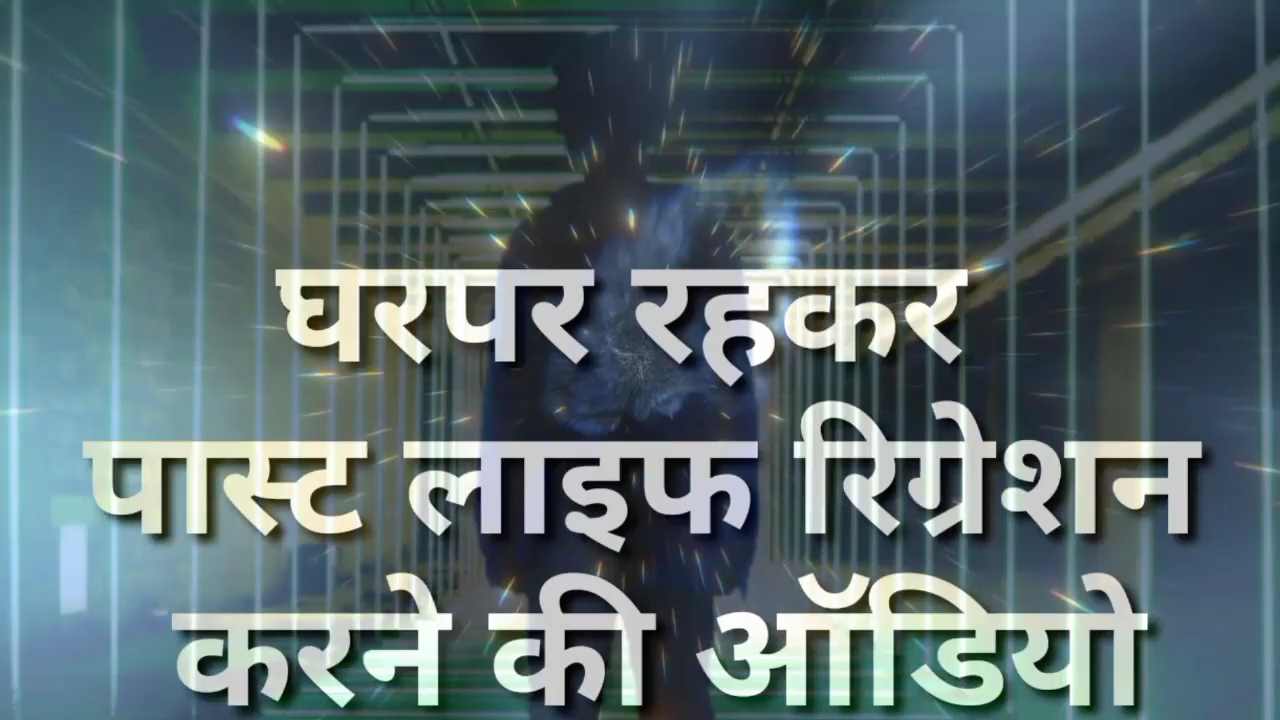 घरपर रहकर
पास्ट लाइफ रिग्रेशन
करने की ऑडियो